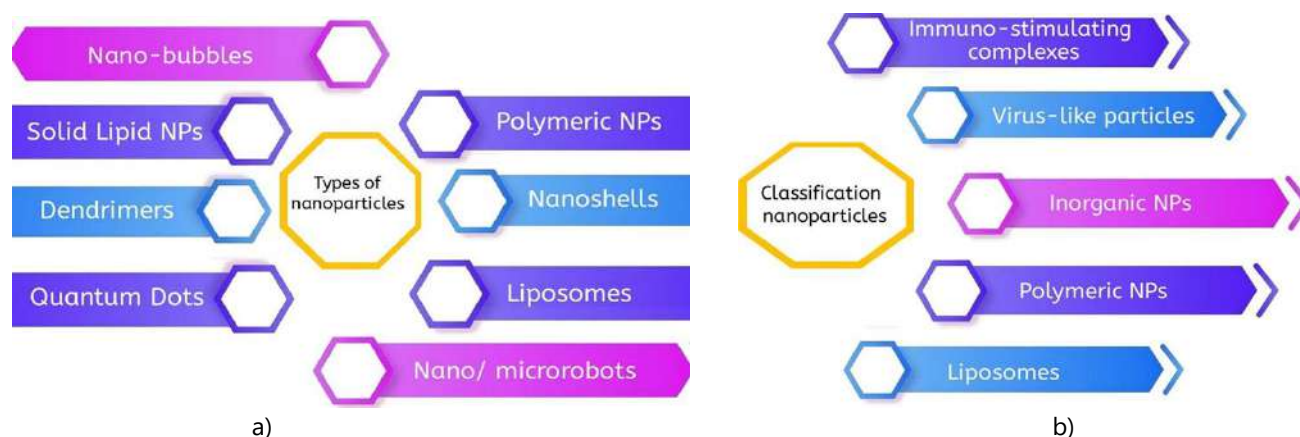 Nano-bubbles
Solid Lipid NPs
Dendrimers
Quantum Dots
Types of
nanoparticles
Polymeric NPs
Nanoshells
Liposomes
Nano/ microrobots
a)
Immuno-stimulating
complexes
Virus-like particles
Classification
nanoparticles
Inorganic NPs
Polymeric NPs
Liposomes
b)